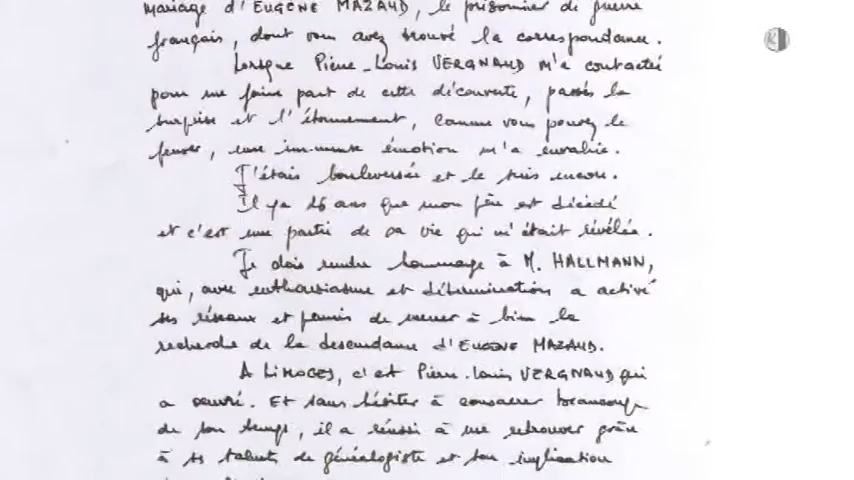 mariage d'EUGÈNE MAZAUD, le prisonnier de guerre
français, dont vous avez trouvé la correspondance.
Lorsque Pierre-Louis VERGNAUD m'a contactée
pour me faire part de cette découverte, passés la
surprise et l'étonnement, comme vous pouvez le
penser, une immense émotion m'a envahie.
J'étais bouleversée et le suis encore.
Il y a 26 ans que mon père est décédé
et c'est une partie de sa vie qui m'était révélée.
Je dois rendre hommage à M. HALLMANN,
qui, avec enthousiasme et détermination a activé
ses réseaux et permis de mener à bien la
recherche de la descendance d'EUGÈNE MAZAUD.
A LIMOGES, c'est Pierre-Louis VERGNAUD qui
a oeuvré. Et sans hésiter à consacrer beaucoup
de son temps, il a réussi à me retrouver grâce
à ses talents de généalogiste et son implication